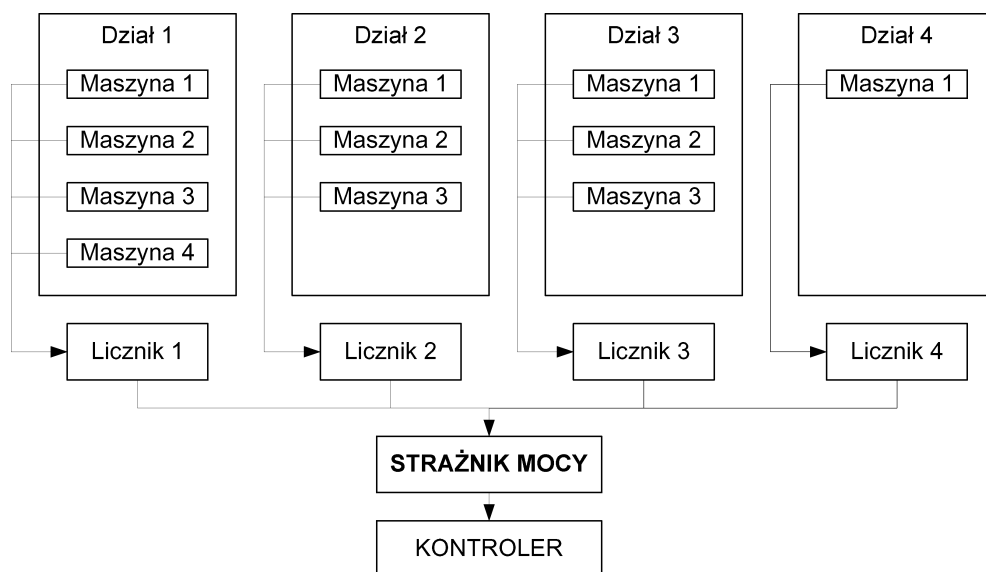 Dział 1
Maszyna 1
Maszyna 2
Maszyna 3
Maszyna 4
Licznik 1
Dział 2
Maszyna 1
Maszyna 2
Maszyna 3
Licznik 2
Dział 3
Maszyna 1
Maszyna 2
Maszyna 3
Licznik 3
Dział 4
Maszyna 1
Licznik 4
STRAŻNIK MOCY
KONTROLER